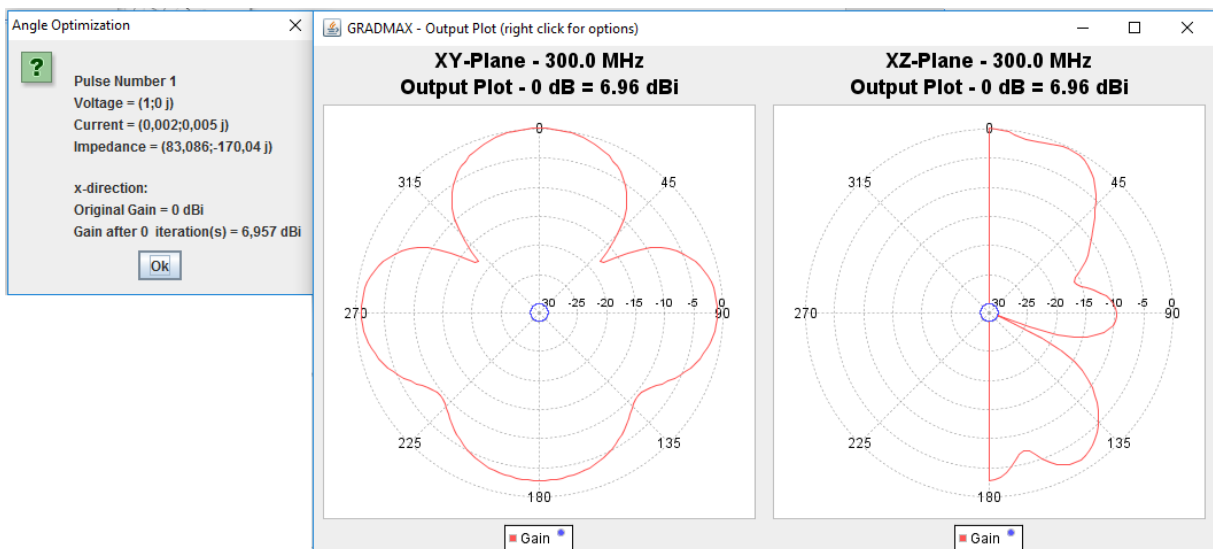 Angle Optimization
Pulse Number 1
Voltage = (1;0 j)
Current = (0,002;0,005 j)
Impedance = (83,086;-170,04 j)
x-direction:
Original Gain = 0 dBi
Gain after 0 iteration(s) = 6,957 dBi
Ok
GRADMAX - Output Plot (right click for options)
XY-Plane - 300.0 MHz
Output Plot - 0 dB = 6.96 dBi
0
315
45
270
-30 -25 -20 -15 -10 -5 0
90
225
135
180
Gain
XZ-Plane - 300.0 MHz
Output Plot - 0 dB = 6.96 dBi
0
315
45
270
-30 -25 -20 -15 -10 -5 0
90
225
135
180
Gain